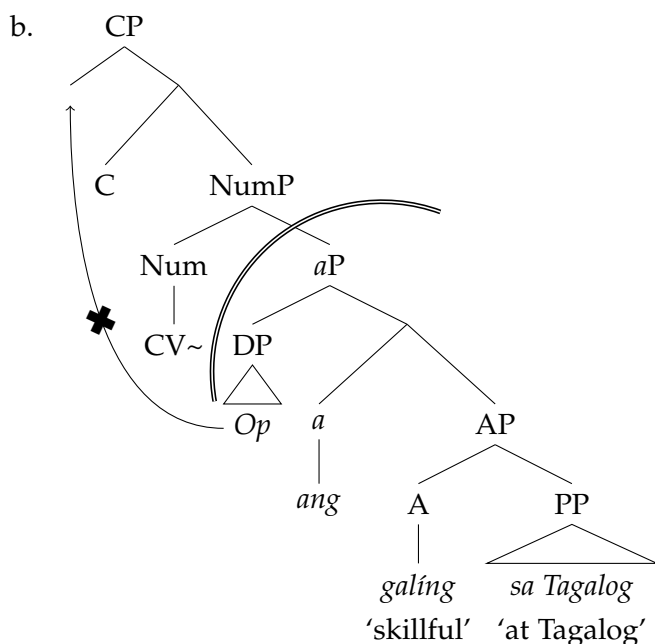 b.
CP
C NumP
Num aP
CV~ DP
Op a AP
ang A PP
galíng sa Tagalog
‘skillful’ ‘at Tagalog’